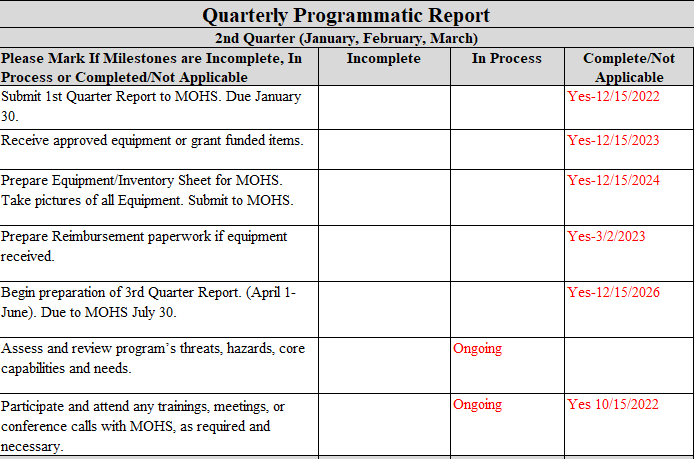 Quarterly Programmatic Report
2nd Quarter (January, February, March)
Please Mark If Milestones are Incomplete, In
Process or Completed/Not Applicable
Incomplete
In Process
Complete/Not
Applicable
Submit 1st Quarter Report to MOHS. Due January
30.
Yes-12/15/2022
Receive approved equipment or grant funded items.
Yes-12/15/2023
Prepare Equipment/Inventory Sheet for MOHS.
Take pictures of all Equipment. Submit to MOHS.
Yes-12/15/2024
Prepare Reimbursement paperwork if equipment
received.
Yes-3/2/2023
Begin preparation of 3rd Quarter Report. (April 1-
June). Due to MOHS July 30.
Yes-12/15/2026
Assess and review program’s threats, hazards, core
capabilities and needs.
Ongoing
Participate and attend any trainings, meetings, or
conference calls with MOHS, as required and
necessary.
Ongoing
Yes 10/15/2022